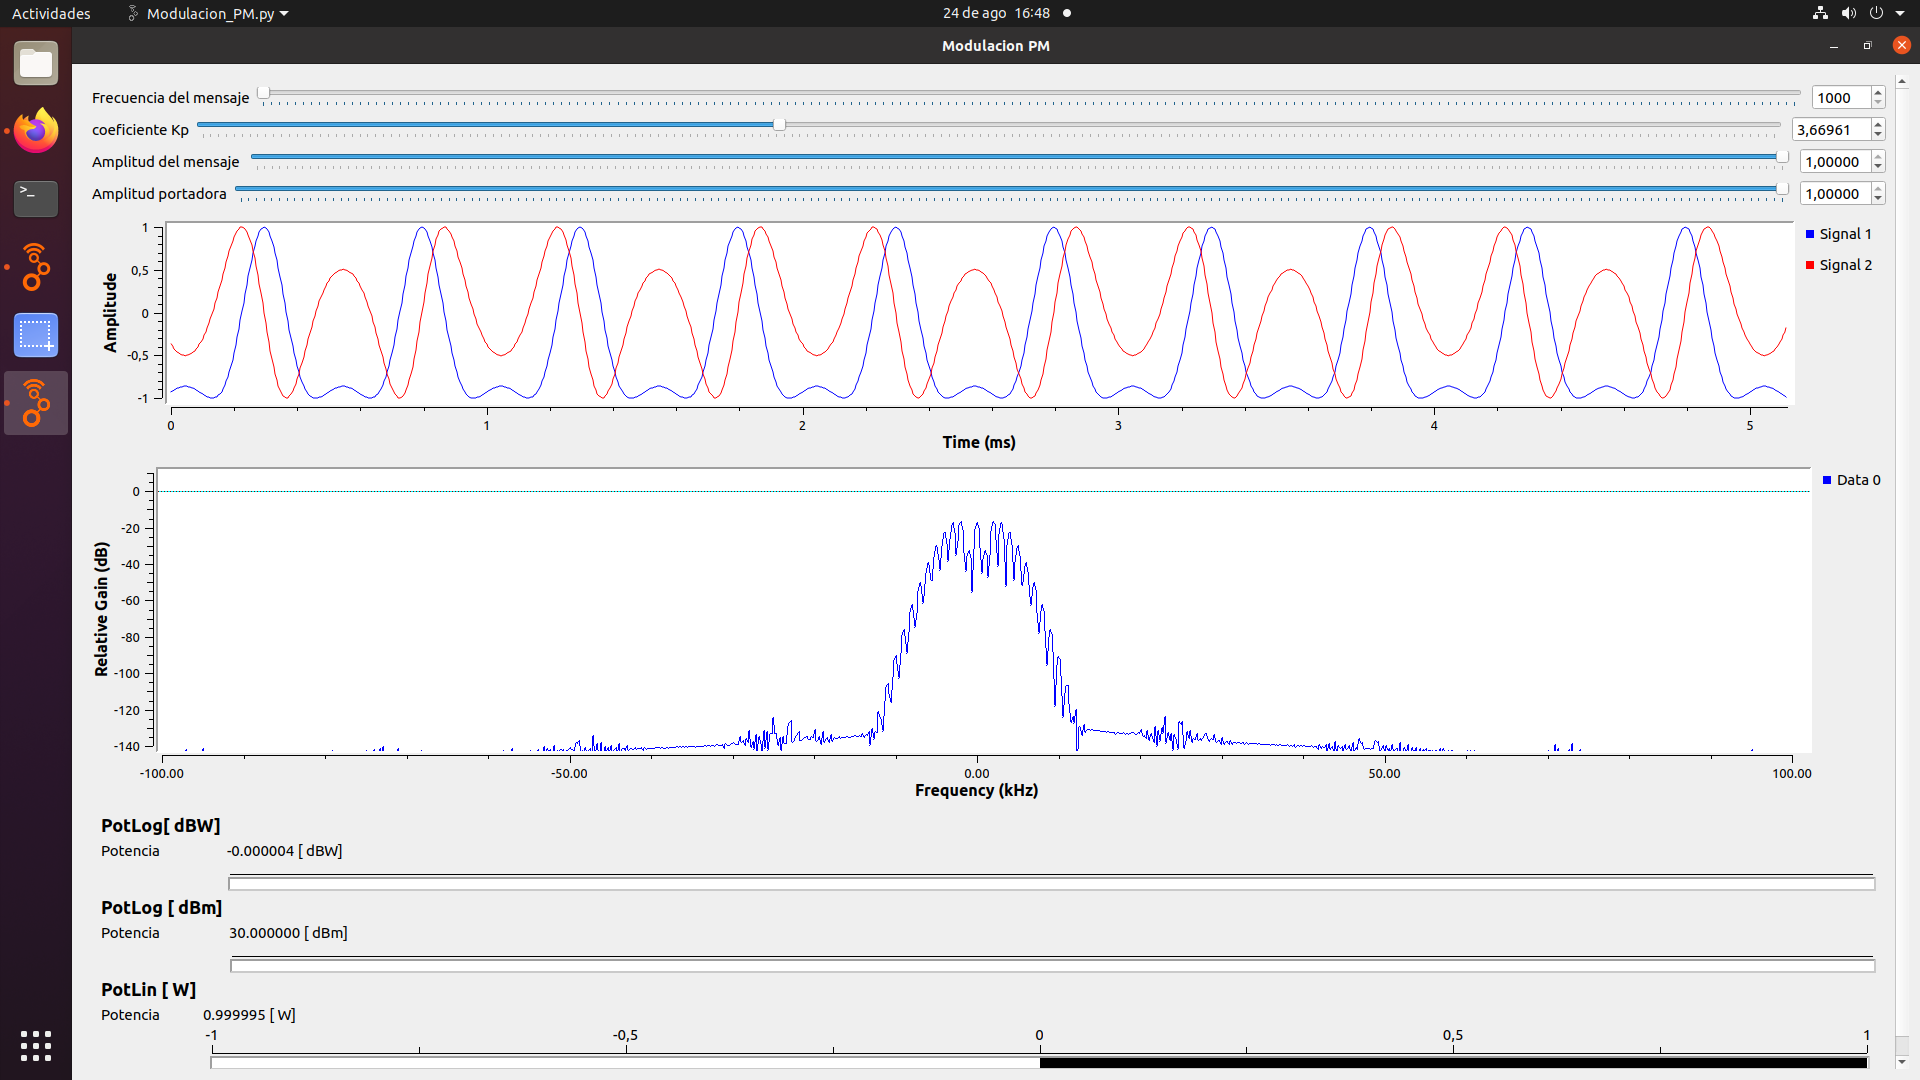 Actividades Modulacion_PM.py 24 de ago 16:48
Modulacion PM
Frecuencia del mensaje 1000
coeficiente Kp 3,66961
Amplitud del mensaje 1,00000
Amplitud portadora 1,00000
1
0,5
0
-0,5
-1
Amplitude
Signal 1
Signal 2
0 1 2 3 4 5
Time (ms)
0
-20
-40
-60
-80
-100
-120
-140
Relative Gain (dB)
Data 0
-100.00 -50.00 0.00 50.00 100.00
Frequency (kHz)
PotLog[ dBW]
Potencia -0.000004 [ dBW]
PotLog [ dBm]
Potencia 30.000000 [ dBm]
PotLin [ W]
Potencia 0.999995 [ W]
-1 -0,5 0 0,5 1